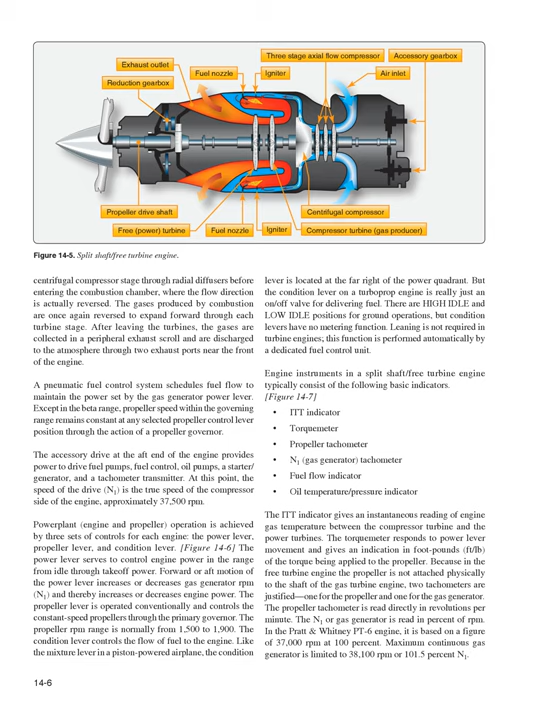 Three stage axial flow compressor
Accessory gearbox
Exhaust outlet
Fuel nozzle
Igniter
Air inlet
Reduction gearbox
Propeller drive shaft
Centrifugal compressor
Free (power) turbine
Fuel nozzle
Igniter
Compressor turbine (gas producer)
Figure 14-5. Split shaft/free turbine engine.
centrifugal compressor stage through radial diffusers before
entering the combustion chamber, where the flow direction
is actually reversed. The gases produced by combustion
are once again reversed to expand forward through each
turbine stage. After leaving the turbines, the gases are
collected in a peripheral exhaust scroll and are discharged
to the atmosphere through two exhaust ports near the front
of the engine.
A pneumatic fuel control system schedules fuel flow to
maintain the power set by the gas generator power lever.
Except in the beta range, propeller speed within the governing
range remains constant at any selected propeller control lever
position through the action of a propeller governor.
The accessory drive at the aft end of the engine provides
power to drive fuel pumps, fuel control, oil pumps, a starter/
generator, and a tachometer transmitter. At this point, the
speed of the drive (N1) is the true speed of the compressor
side of the engine, approximately 37,500 rpm.
Powerplant (engine and propeller) operation is achieved
by three sets of controls for each engine: the power lever,
propeller lever, and condition lever. [Figure 14-6] The
power lever serves to control engine power in the range
from idle through takeoff power. Forward or aft motion of
the power lever increases or decreases gas generator rpm
(N1) and thereby increases or decreases engine power. The
propeller lever is operated conventionally and controls the
constant-speed propellers through the primary governor. The
propeller rpm range is normally from 1,500 to 1,900. The
condition lever controls the flow of fuel to the engine. Like
the mixture lever in a piston-powered airplane, the condition
lever is located at the far right of the power quadrant. But
the condition lever on a turboprop engine is really just an
on/off valve for delivering fuel. There are HIGH IDLE and
LOW IDLE positions for ground operations, but condition
levers have no metering function. Leaning is not required in
turbine engines; this function is performed automatically by
a dedicated fuel control unit.
Engine instruments in a split shaft/free turbine engine
typically consist of the following basic indicators.
[Figure 14-7]
• ITT indicator
• Torquemeter
• Propeller tachometer
• N1 (gas generator) tachometer
• Fuel flow indicator
• Oil temperature/pressure indicator
The ITT indicator gives an instantaneous reading of engine
gas temperature between the compressor turbine and the
power turbines. The torquemeter responds to power lever
movement and gives an indication in foot-pounds (ft/lb)
of the torque being applied to the propeller. Because in the
free turbine engine the propeller is not attached physically
to the shaft of the gas turbine engine, two tachometers are
justified—one for the propeller and one for the gas generator.
The propeller tachometer is read directly in revolutions per
minute. The N1 or gas generator is read in percent of rpm.
In the Pratt & Whitney PT-6 engine, it is based on a figure
of 37,000 rpm at 100 percent. Maximum continuous gas
generator is limited to 38,100 rpm or 101.5 percent N1.
14-6